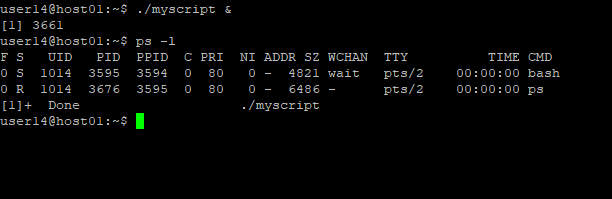 user14@host01:~$ ./myscript &
[1] 3661
user14@host01:~$ ps -l
F S   UID   PID  PPID  C PRI  NI ADDR SZ WCHAN  TTY          TIME CMD
0 S  1014  3595  3594  0  80   0 -  4821 wait   pts/2    00:00:00 bash
0 R  1014  3676  3595  0  80   0 -  6486 -      pts/2    00:00:00 ps
[1]+  Done                    ./myscript
user14@host01:~$